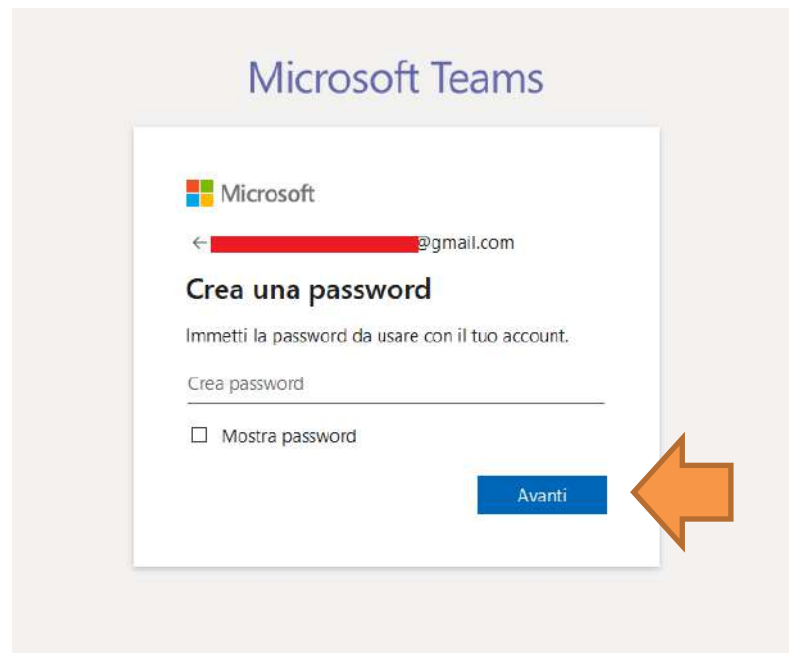 Microsoft Teams
Microsoft
@gmail.com
Crea una password
Immetti la password da usare con il tuo account.
Crea password
Mostra password
Avanti